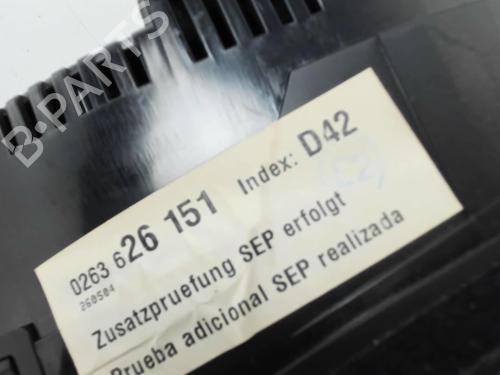 B-PARTS
0263 626 151 Index: D42
260504
Zusatzpruefung SEP erfolgt
Prueba adicional SEP realizada